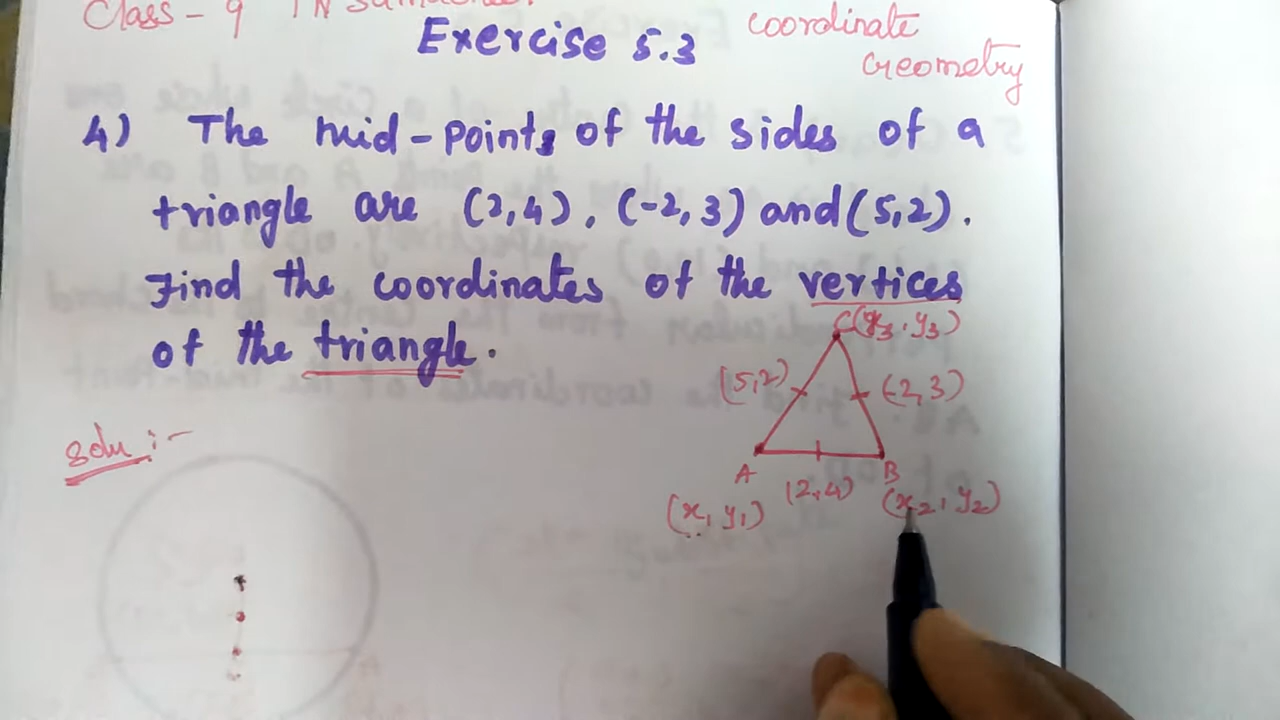 Class - 9 TN Samacheer
Exercise 5.3
coordinate
Geometry
4) The mid-points of the sides of a
triangle are (2,4), (-2,3) and (5,2).
Find the coordinates of the vertices
of the triangle.
C(x3, y3)
(5,2)
(-2,3)
Solu :-
A
B
(2,4)
(x1 y1)
(x2, y2)